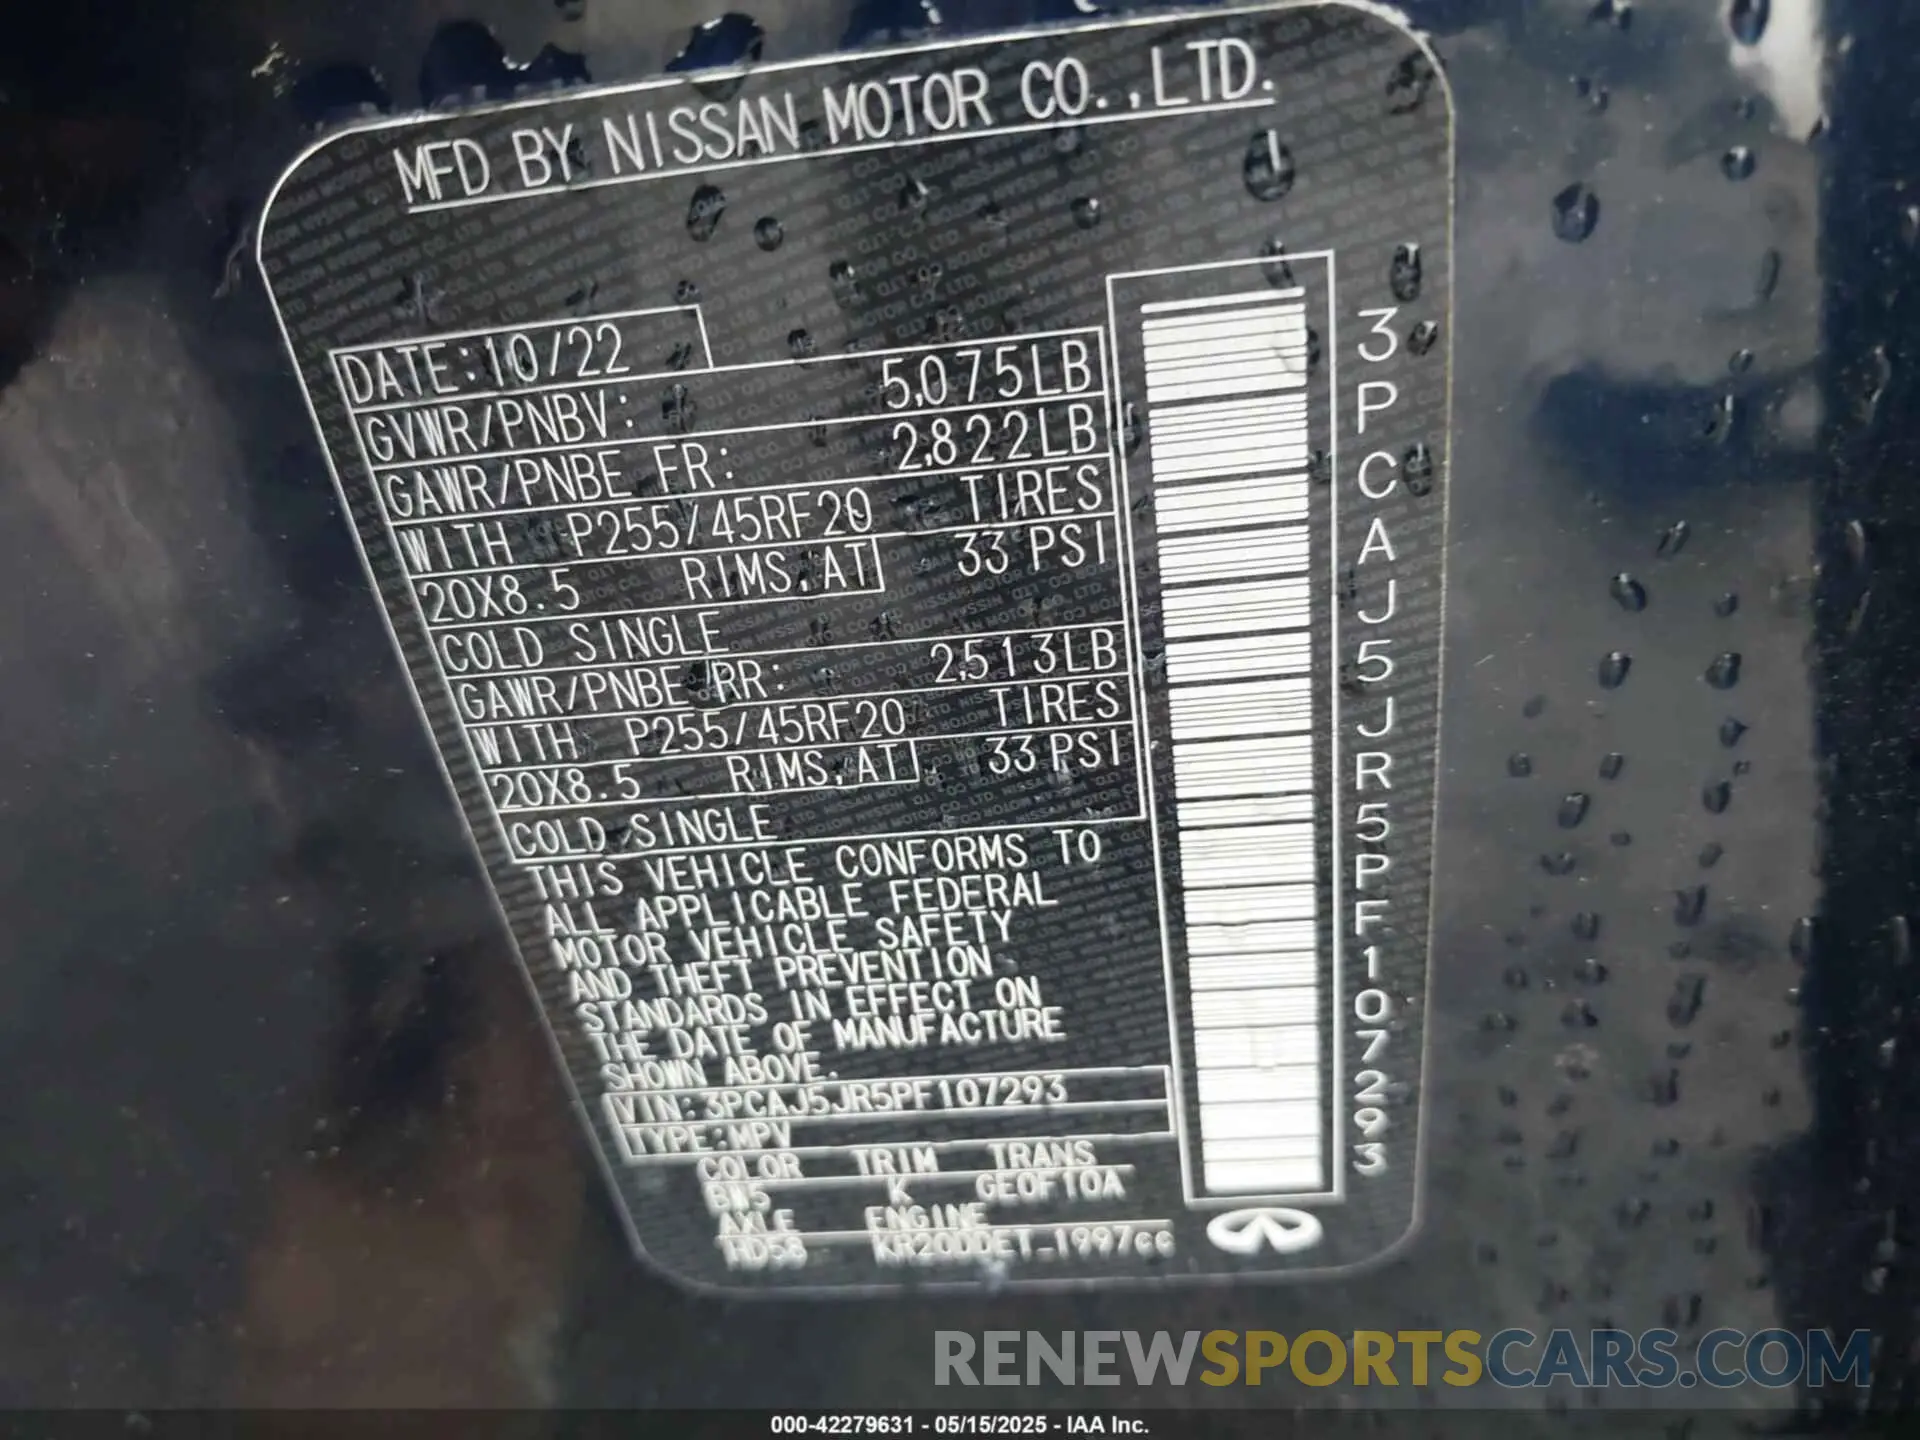 MFD BY NISSAN MOTOR CO.,LTD.
DATE:10/22
GVWR/PNBV: 5,075LB
GAWR/PNBE FR: 2,822LB
WITH P255/45RF20 TIRES
20X8.5 RIMS,AT 33 PSI
COLD SINGLE
GAWR/PNBE RR: 2,513LB
WITH P255/45RF20 TIRES
20X8.5 RIMS,AT 33 PSI
COLD SINGLE
THIS VEHICLE CONFORMS TO
ALL APPLICABLE FEDERAL
MOTOR VEHICLE SAFETY
AND THEFT PREVENTION
STANDARDS IN EFFECT ON
THE DATE OF MANUFACTURE
SHOWN ABOVE.
VIN:3PCAJ5JR5PF107293
TYPE:MPV
COLOR TRIM TRANS
BW5 K GE0F10A
AXLE ENGINE
HD58 KR20DDET 1997cc
3PCAJ5JR5PF107293
RENEWSPORTSCARS.COM
000-42279631 - 05/15/2025 - IAA Inc.